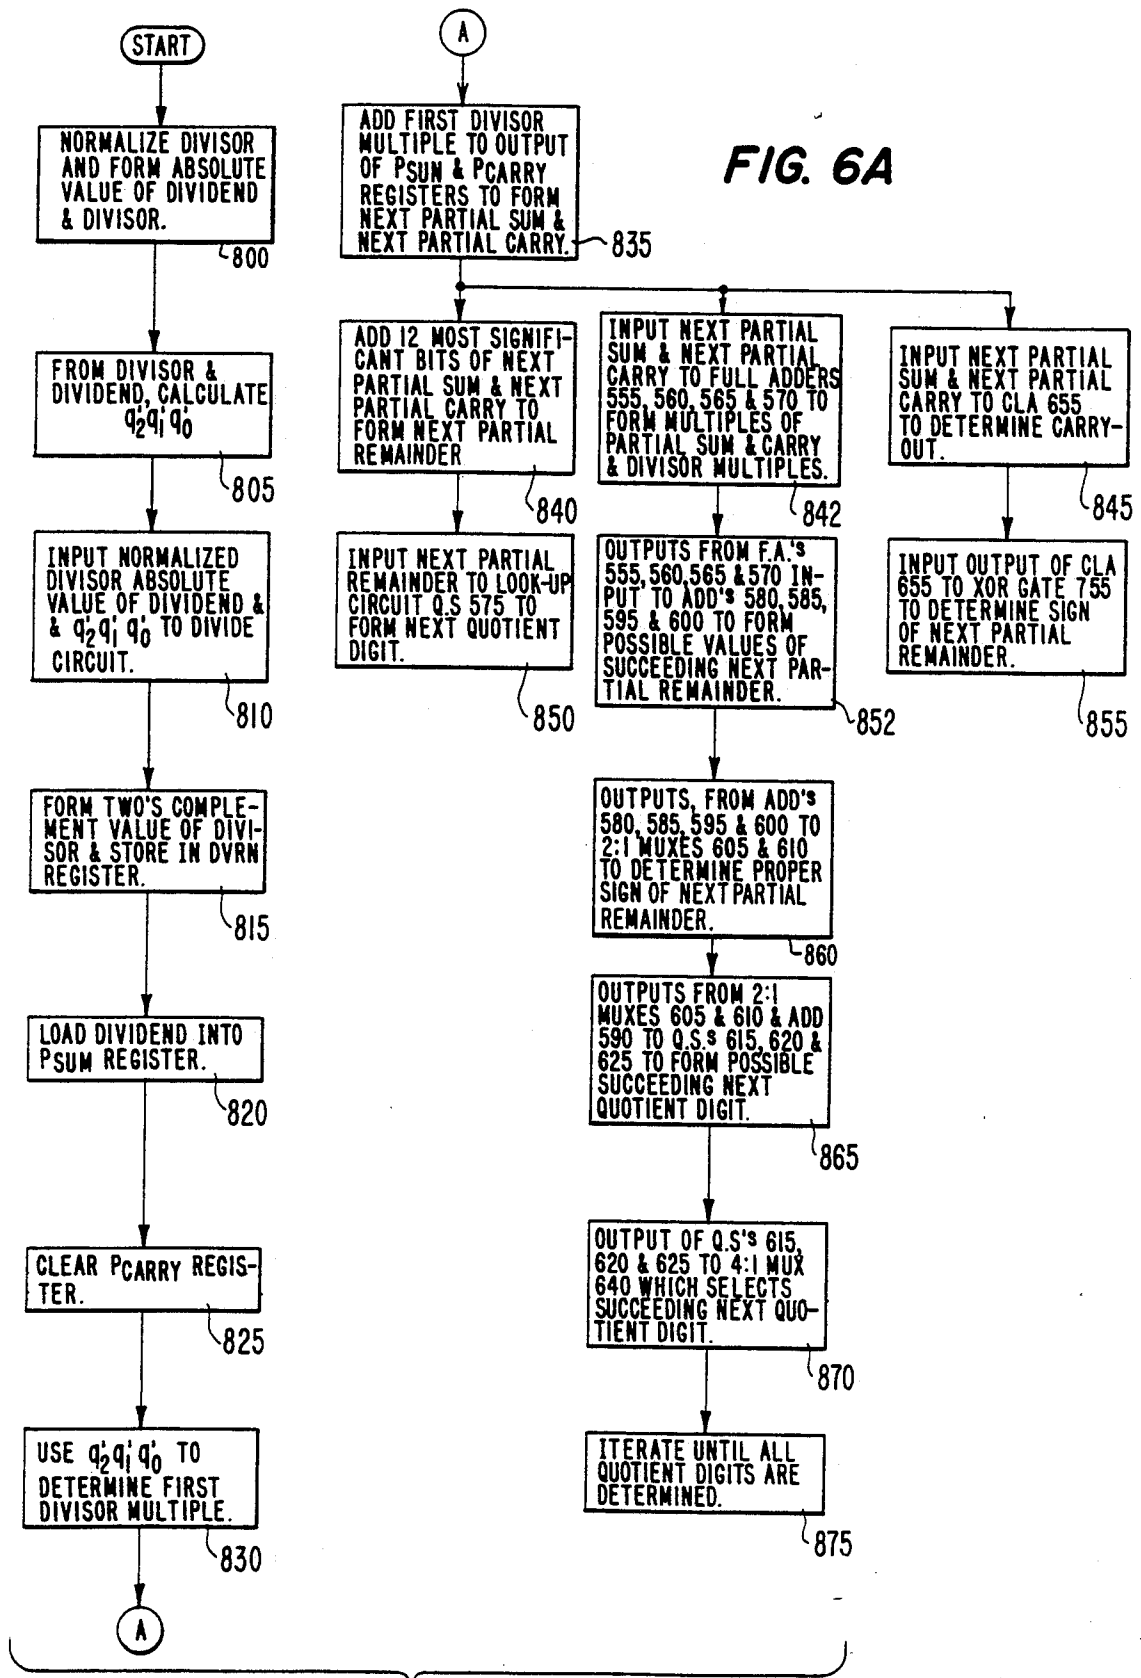 START
NORMALIZE DIVISOR
AND FORM ABSOLUTE
VALUE OF DIVIDEND
& DIVISOR.
800
FROM DIVISOR &
DIVIDEND, CALCULATE
q'2 q'1 q'0
805
INPUT NORMALIZED
DIVISOR ABSOLUTE
VALUE OF DIVIDEND &
& q'2 q'1 q'0 TO DIVIDE
CIRCUIT.
810
FORM TWO'S COMPLE-
MENT VALUE OF DIVI-
SOR & STORE IN DVRN
REGISTER.
815
LOAD DIVIDEND INTO
PSUM REGISTER.
820
CLEAR PCARRY REGIS-
TER.
825
USE q'2 q'1 q'0 TO
DETERMINE FIRST
DIVISOR MULTIPLE.
830
A
A
ADD FIRST DIVISOR
MULTIPLE TO OUTPUT
OF PSUN & PCARRY
REGISTERS TO FORM
NEXT PARTIAL SUM &
NEXT PARTIAL CARRY.
835
FIG. 6A
ADD 12 MOST SIGNIFI-
CANT BITS OF NEXT
PARTIAL SUM & NEXT
PARTIAL CARRY TO
FORM NEXT PARTIAL
REMAINDER
840
INPUT NEXT PARTIAL
REMAINDER TO LOOK-UP
CIRCUIT Q.S 575 TO
FORM NEXT QUOTIENT
DIGIT.
850
INPUT NEXT PARTIAL
SUM & NEXT PARTIAL
CARRY TO FULL ADDERS
555, 560, 565 & 570 TO
FORM MULTIPLES OF
PARTIAL SUM & CARRY
& DIVISOR MULTIPLES.
842
OUTPUTS FROM F.A.'S
555, 560, 565 & 570 IN-
PUT TO ADD'S 580, 585,
595 & 600 TO FORM
POSSIBLE VALUES OF
SUCCEEDING NEXT PAR-
TIAL REMAINDER.
852
OUTPUTS, FROM ADD'S
580, 585, 595 & 600 TO
2:1 MUXES 605 & 610
TO DETERMINE PROPER
SIGN OF NEXT PARTIAL
REMAINDER.
860
OUTPUTS FROM 2:1
MUXES 605 & 610 & ADD
590 TO Q.S.S 615, 620 &
625 TO FORM POSSIBLE
SUCCEEDING NEXT
QUOTIENT DIGIT.
865
OUTPUT OF Q.S'S 615,
620 & 625 TO 4:1 MUX
640 WHICH SELECTS
SUCCEEDING NEXT QUO-
TIENT DIGIT.
870
ITERATE UNTIL ALL
QUOTIENT DIGITS ARE
DETERMINED.
875
INPUT NEXT PARTIAL
SUM & NEXT PARTIAL
CARRY TO CLA 655
TO DETERMINE CARRY-
OUT.
845
INPUT OUTPUT OF CLA
655 TO XOR GATE 755
TO DETERMINE SIGN
OF NEXT PARTIAL
REMAINDER.
855